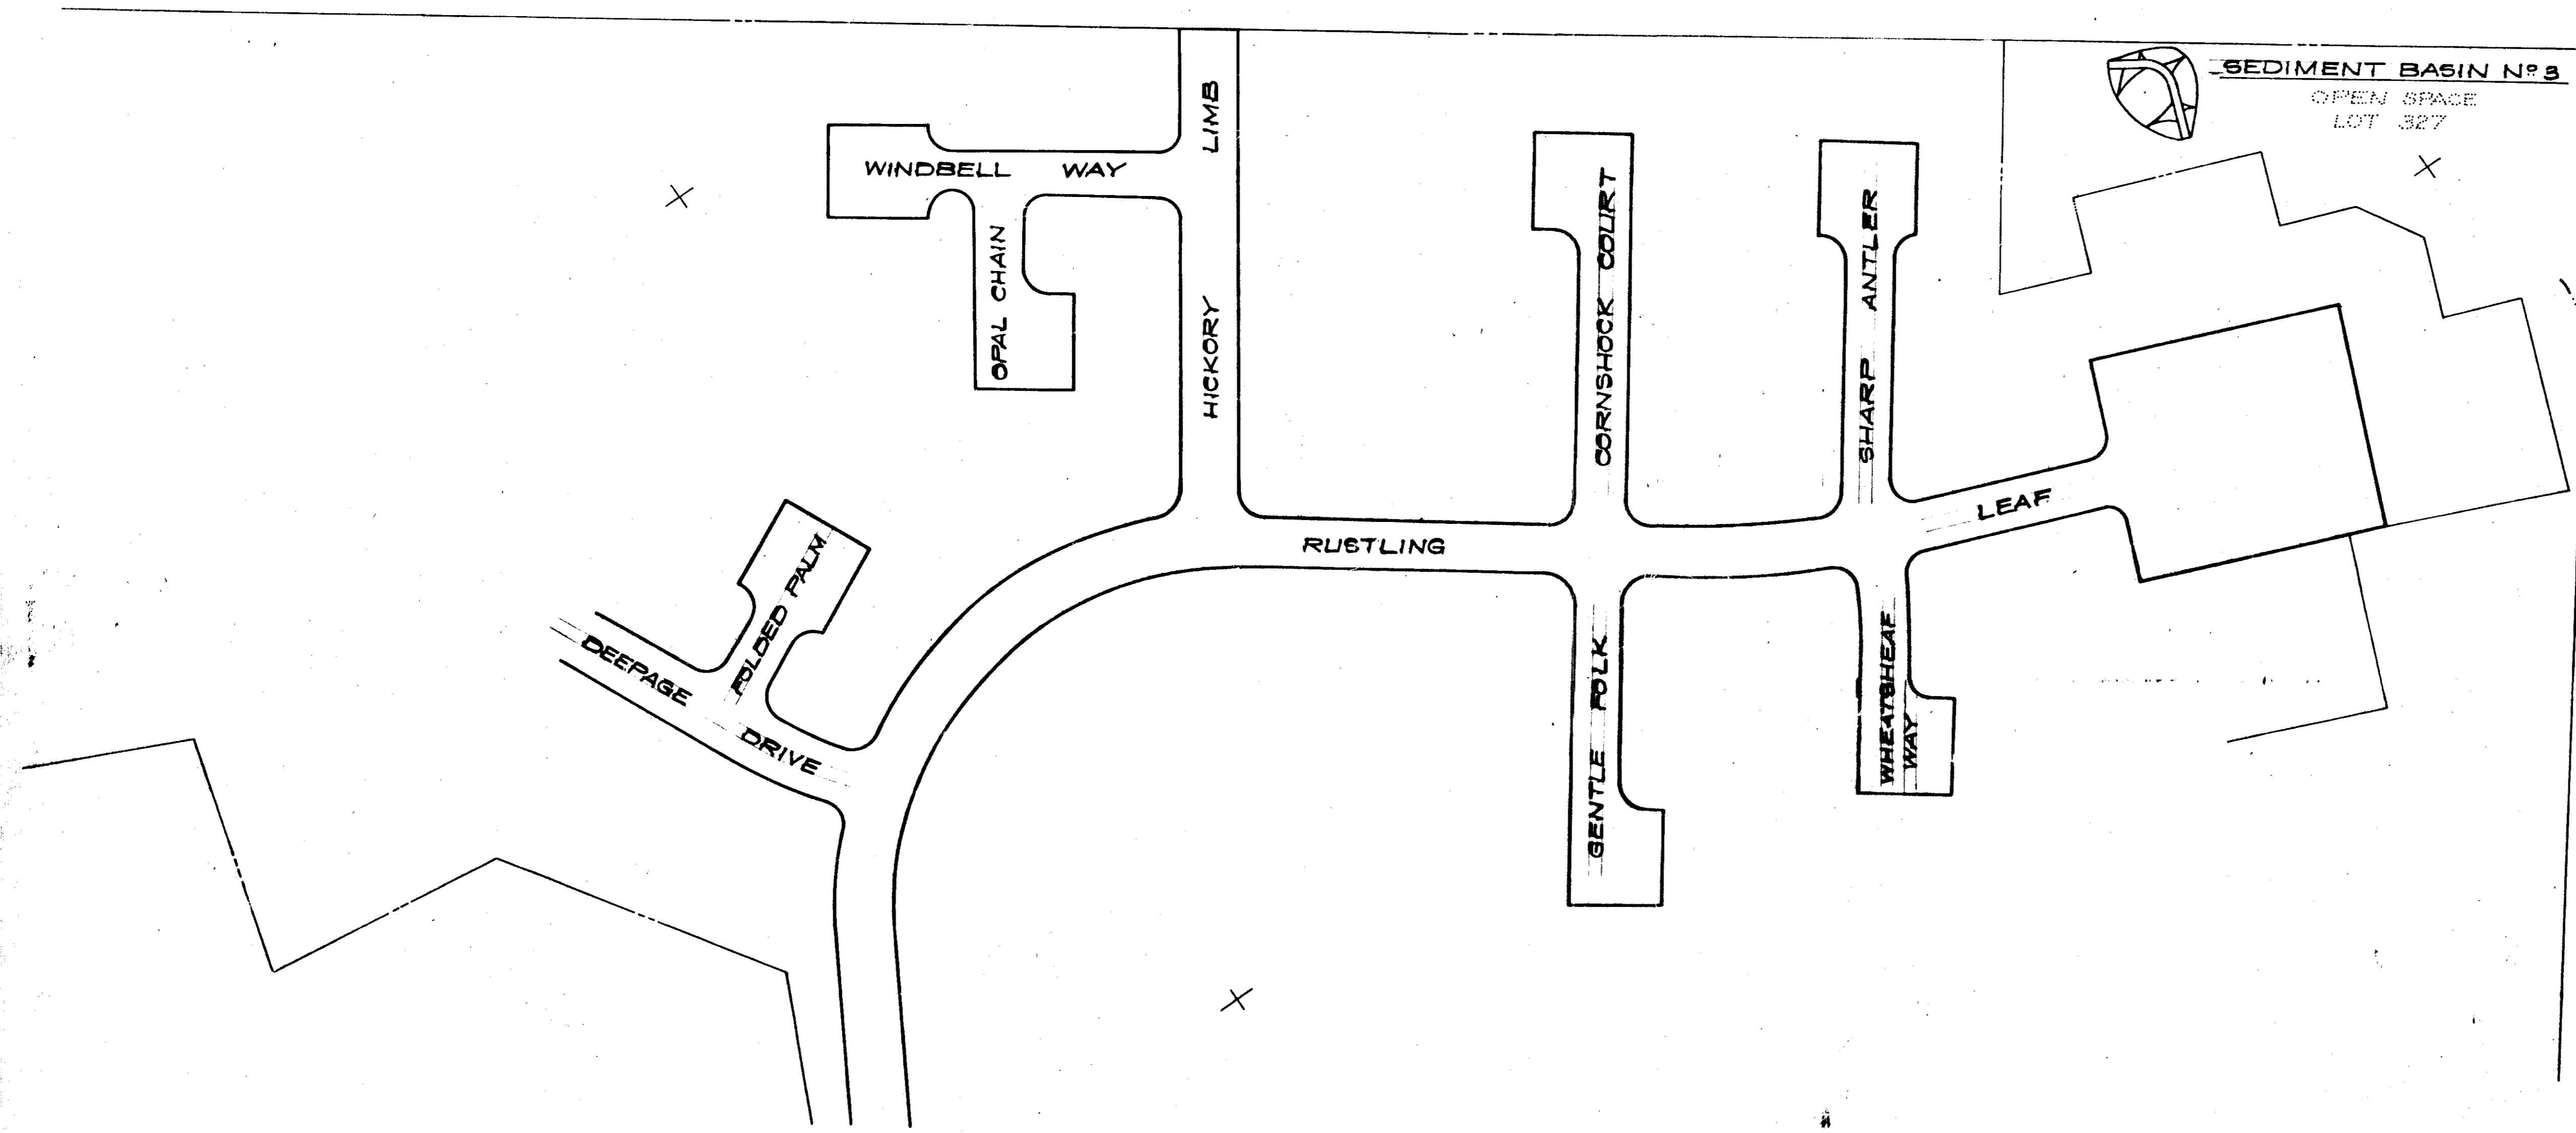 SEDIMENT BASIN Nº 3
OPEN SPACE
LOT 327
WINDBELL WAY
OPAL CHAIN
HICKORY LIMB
CORNSHOCK COURT
SHARP ANTLER
LEAF
RUSTLING
FOLDED PALM
DEEPAGE DRIVE
GENTLE FOLK
WHEATSHEAF
WAY